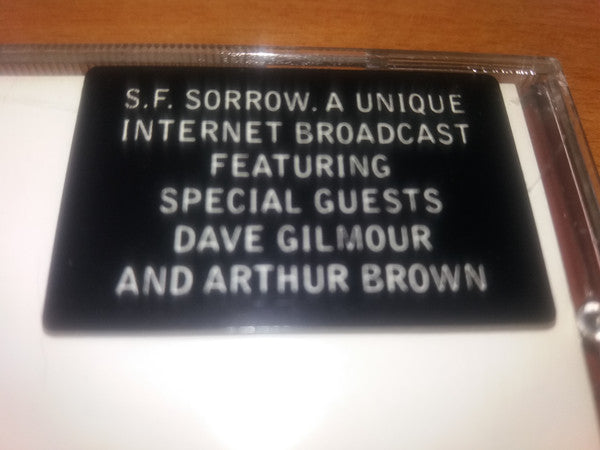 S.F. SORROW. A UNIQUE
INTERNET BROADCAST
FEATURING
SPECIAL GUESTS
DAVE GILMOUR
AND ARTHUR BROWN